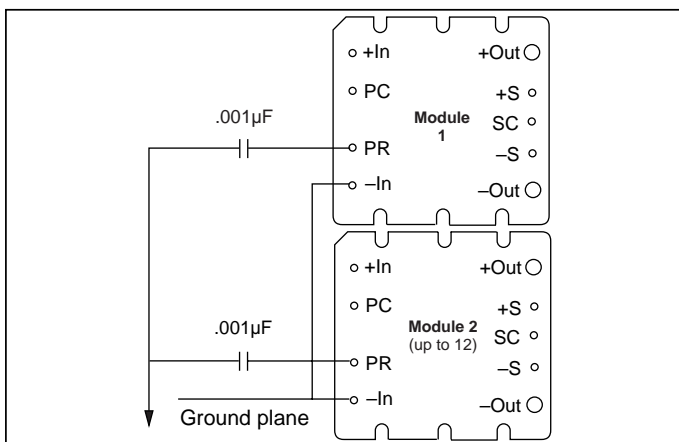 +In
+Out
PC
+S
.001µF
Module
1
SC
PR
–S
–In
–Out
+In
+Out
PC
+S
.001µF
Module 2
(up to 12)
SC
PR
–S
–In
–Out
Ground plane